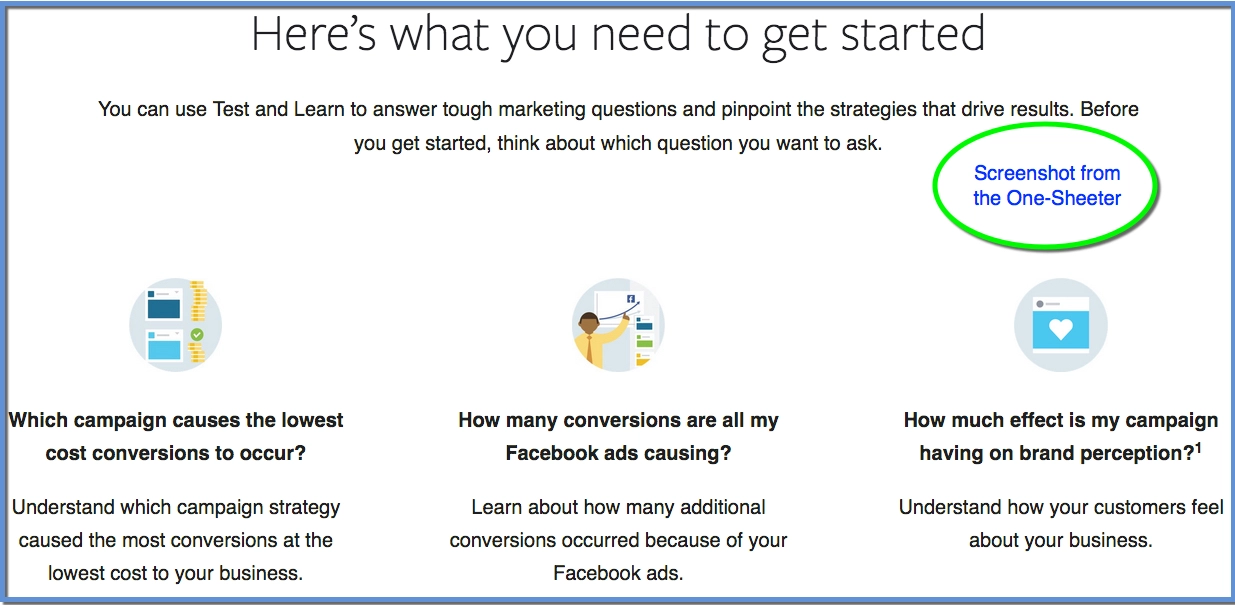 Here's what you need to get started
You can use Test and Learn to answer tough marketing questions and pinpoint the strategies that drive results. Before
you get started, think about which question you want to ask.
Screenshot from
the One-Sheeter
Which campaign causes the lowest
cost conversions to occur?
Understand which campaign strategy
caused the most conversions at the
lowest cost to your business.
How many conversions are all my
Facebook ads causing?
Learn about how many additional
conversions occurred because of your
Facebook ads.
How much effect is my campaign
having on brand perception?¹
Understand how your customers feel
about your business.